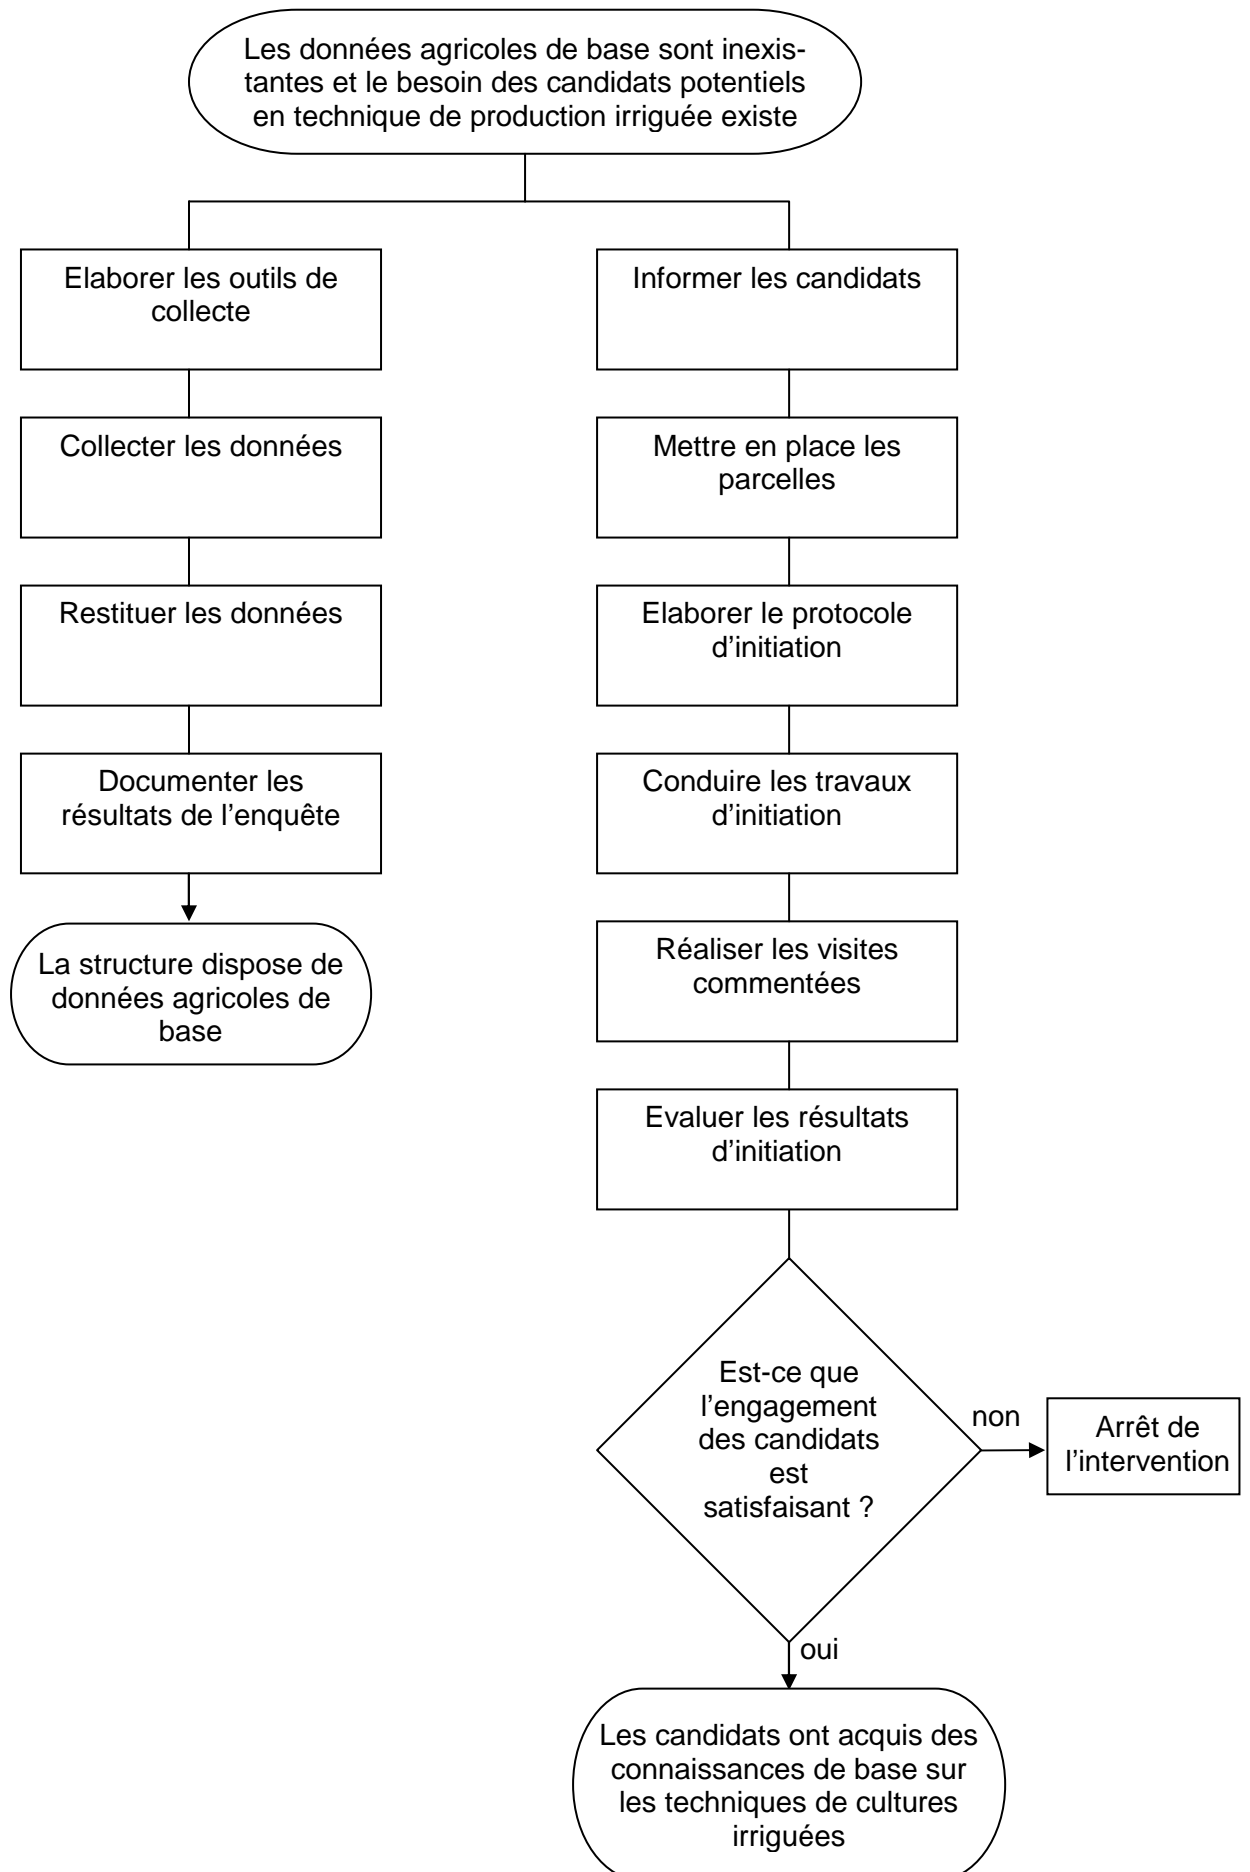 Les données agricoles de base sont inexis-
tantes et le besoin des candidats potentiels
en technique de production irriguée existe
Elaborer les outils de
collecte
Collecter les données
Restituer les données
Documenter les
résultats de l'enquête
La structure dispose de
données agricoles de
base
Informer les candidats
Mettre en place les
parcelles
Elaborer le protocole
d'initiation
Conduire les travaux
d'initiation
Réaliser les visites
commentées
Evaluer les résultats
d'initiation
Est-ce que
l'engagement
des candidats
est
satisfaisant ?
non
Arrêt de
l'intervention
oui
Les candidats ont acquis des
connaissances de base sur
les techniques de cultures
irriguées